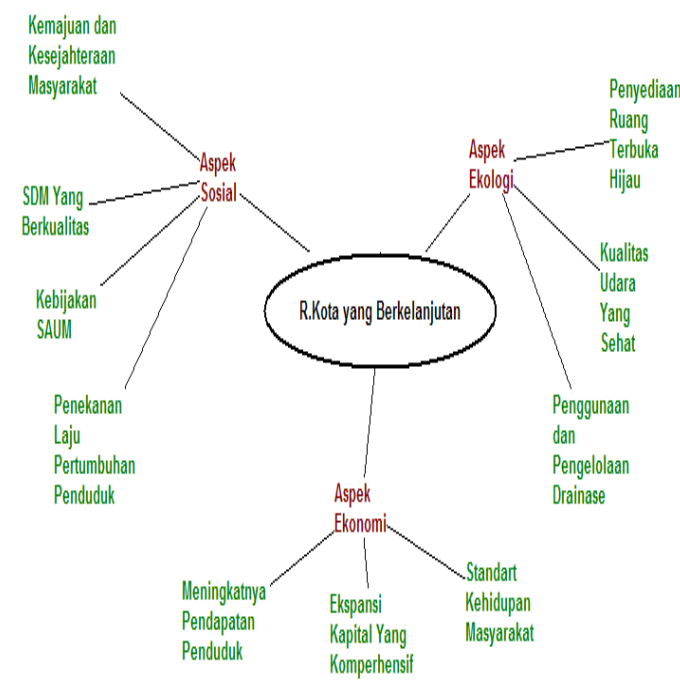 Kemajuan dan
Kesejahteraan
Masyarakat
Aspek
Sosial
SDM Yang
Berkualitas
Kebijakan
SAUM
Penekanan
Laju
Pertumbuhan
Penduduk
R.Kota yang Berkelanjutan
Aspek
Ekologi
Penyediaan
Ruang
Terbuka
Hijau
Kualitas
Udara
Yang
Sehat
Penggunaan
dan
Pengelolaan
Drainase
Aspek
Ekonomi
Meningkatnya
Pendapatan
Penduduk
Ekspansi
Kapital Yang
Komperhensif
Standart
Kehidupan
Masyarakat